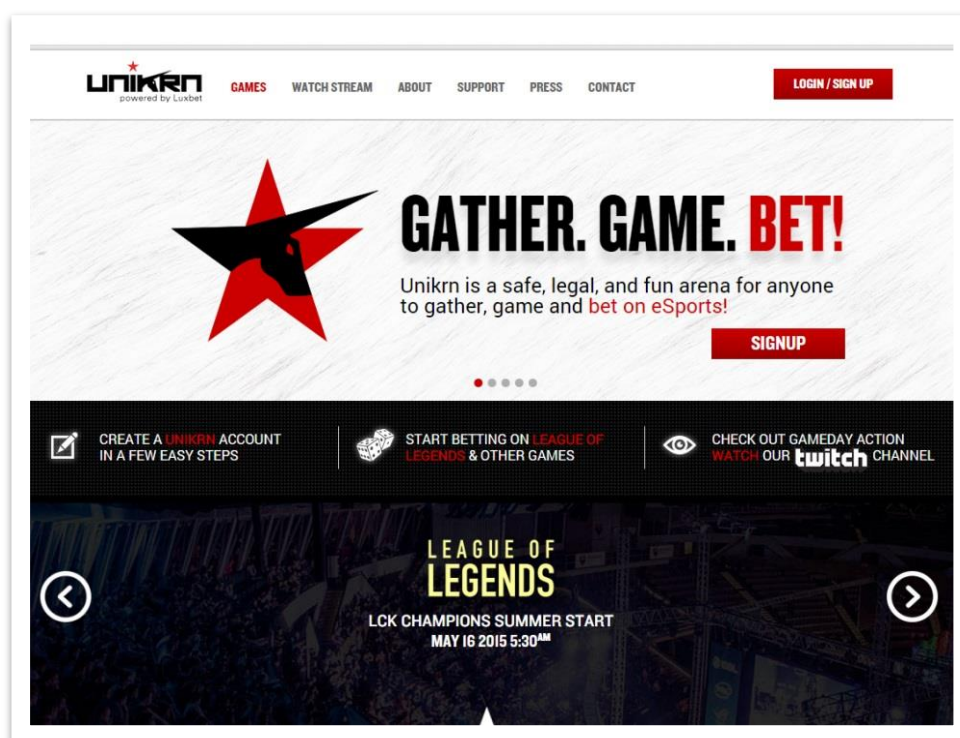 UNIKRN
powered by Luxbet
GAMES WATCH STREAM ABOUT SUPPORT PRESS CONTACT
LOGIN / SIGN UP
GATHER. GAME. BET!
Unikrn is a safe, legal, and fun arena for anyone
to gather, game and bet on eSports!
SIGNUP
CREATE A UNIKRN ACCOUNT
IN A FEW EASY STEPS
START BETTING ON LEAGUE OF
LEGENDS & OTHER GAMES
CHECK OUT GAMEDAY ACTION
WATCH OUR twitch CHANNEL
LEAGUE OF
LEGENDS
LCK CHAMPIONS SUMMER START
MAY 16 2015 5:30AM